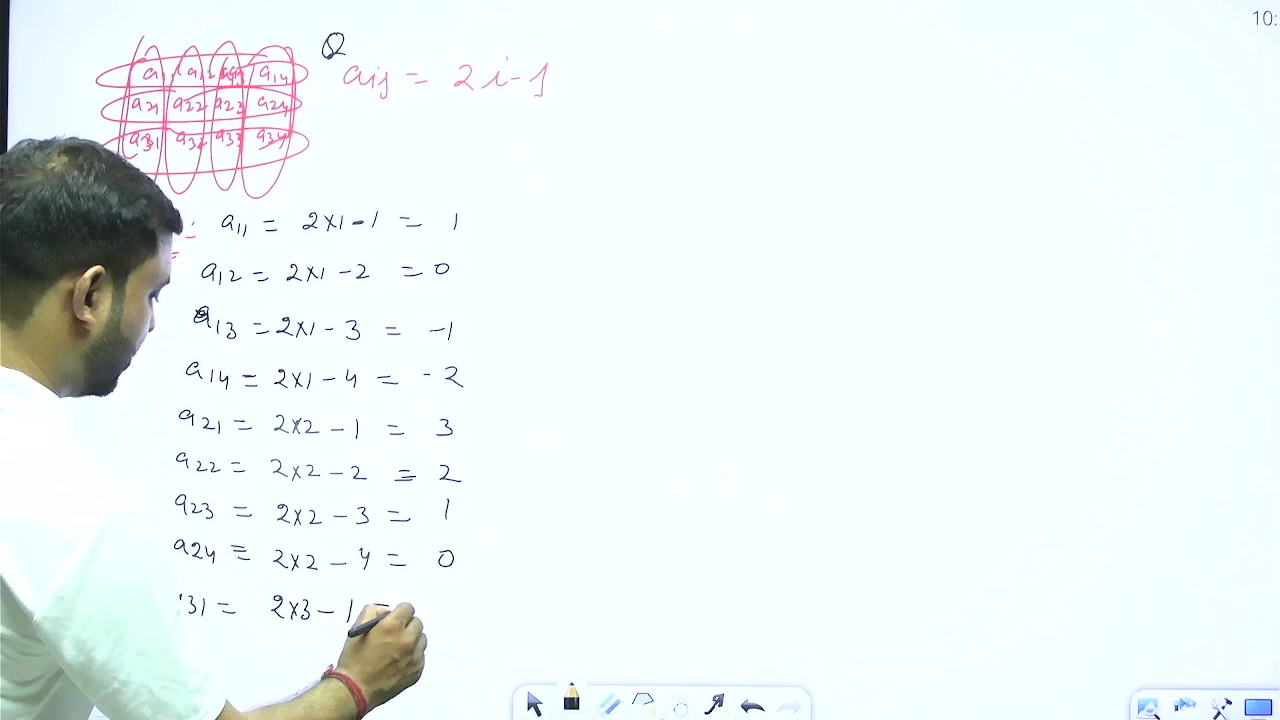 10:
Q
a11 a12 a14 aij = 2i-j
a21 a22 a23 a24
a31 a32 a33 a34
a11 = 2x1-1 = 1
a12 = 2x1-2 = 0
a13 = 2x1-3 = -1
a14 = 2x1-4 = -2
a21 = 2x2-1 = 3
a22 = 2x2-2 = 2
a23 = 2x2-3 = 1
a24 = 2x2-4 = 0
31 = 2x3-1 =